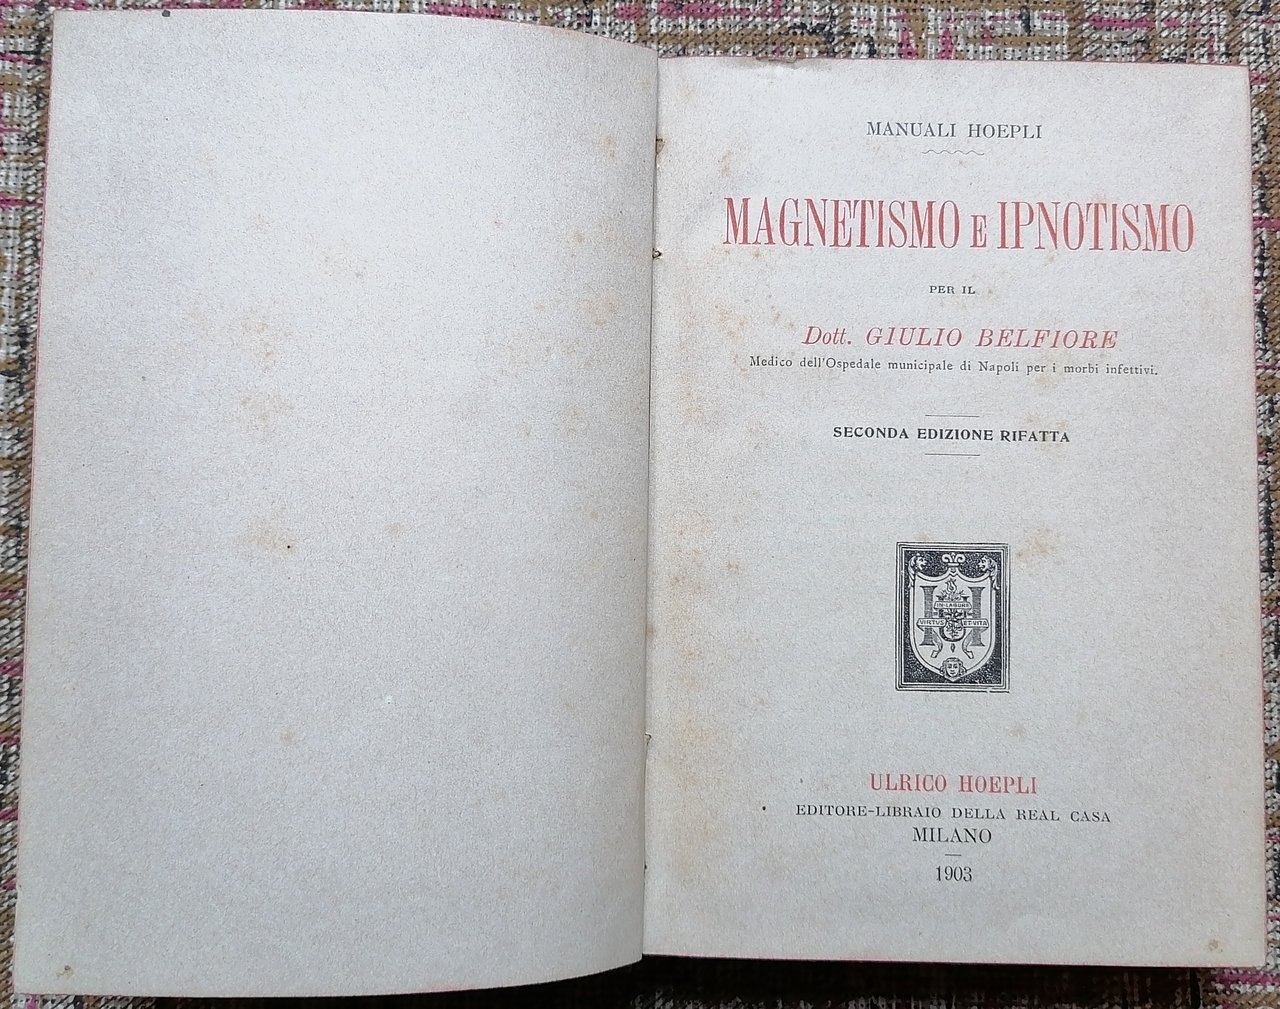 MANUALI HOEPLI
MAGNETISMO E IPNOTISMO
PER IL
Dott. GIULIO BELFIORE
Medico dell'Ospedale municipale di Napoli per i morbi infettivi.
SECONDA EDIZIONE RIFATTA
H
IN·LABORE
VIRTUS ET·VITA
ULRICO HOEPLI
EDITORE-LIBRAIO DELLA REAL CASA
MILANO
1903